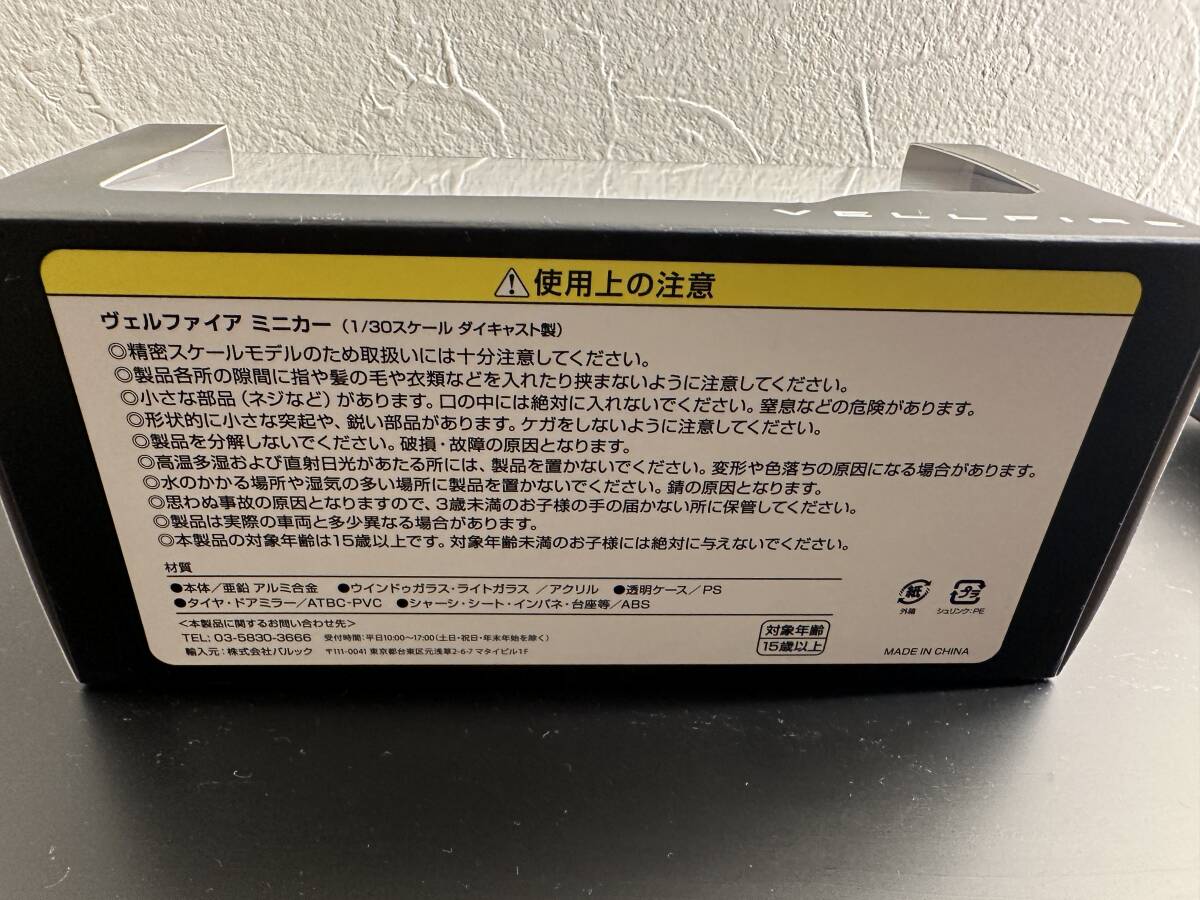 VELLFIRE
⚠使用上の注意
ヴェルファイア ミニカー（1/30スケール ダイキャスト製）
◎精密スケールモデルのため取扱いには十分注意してください。
◎製品各所の隙間に指や髪の毛や衣類などを入れたり挟まないように注意してください。
◎小さな部品（ネジなど）があります。口の中には絶対に入れないでください。窒息などの危険があります。
◎形状的に小さな突起や、鋭い部品があります。ケガをしないように注意してください。
◎製品を分解しないでください。破損・故障の原因となります。
◎高温多湿および直射日光があたる所には、製品を置かないでください。変形や色落ちの原因になる場合があります。
◎水のかかる場所や湿気の多い場所に製品を置かないでください。錆の原因となります。
◎思わぬ事故の原因となりますので、3歳未満のお子様の手の届かない所に保管してください。
◎製品は実際の車両と多少異なる場合があります。
◎本製品の対象年齢は15歳以上です。対象年齢未満のお子様には絶対に与えないでください。
材質
●本体／亜鉛 アルミ合金 ●ウインドゥガラス・ライトガラス ／アクリル ●透明ケース／PS
●タイヤ・ドアミラー／ATBC-PVC ●シャーシ・シート・インパネ・台座等／ABS
＜本製品に関するお問い合わせ先＞
TEL: 03-5830-3666 受付時間：平日10:00～17:00（土日・祝日・年末年始を除く）
輸入元：株式会社バルック 〒111-0041 東京都台東区元浅草2-6-7 マタイビル1F
対象年齢
15歳以上
紙
外箱
プラ
シュリンク：PE
MADE IN CHINA